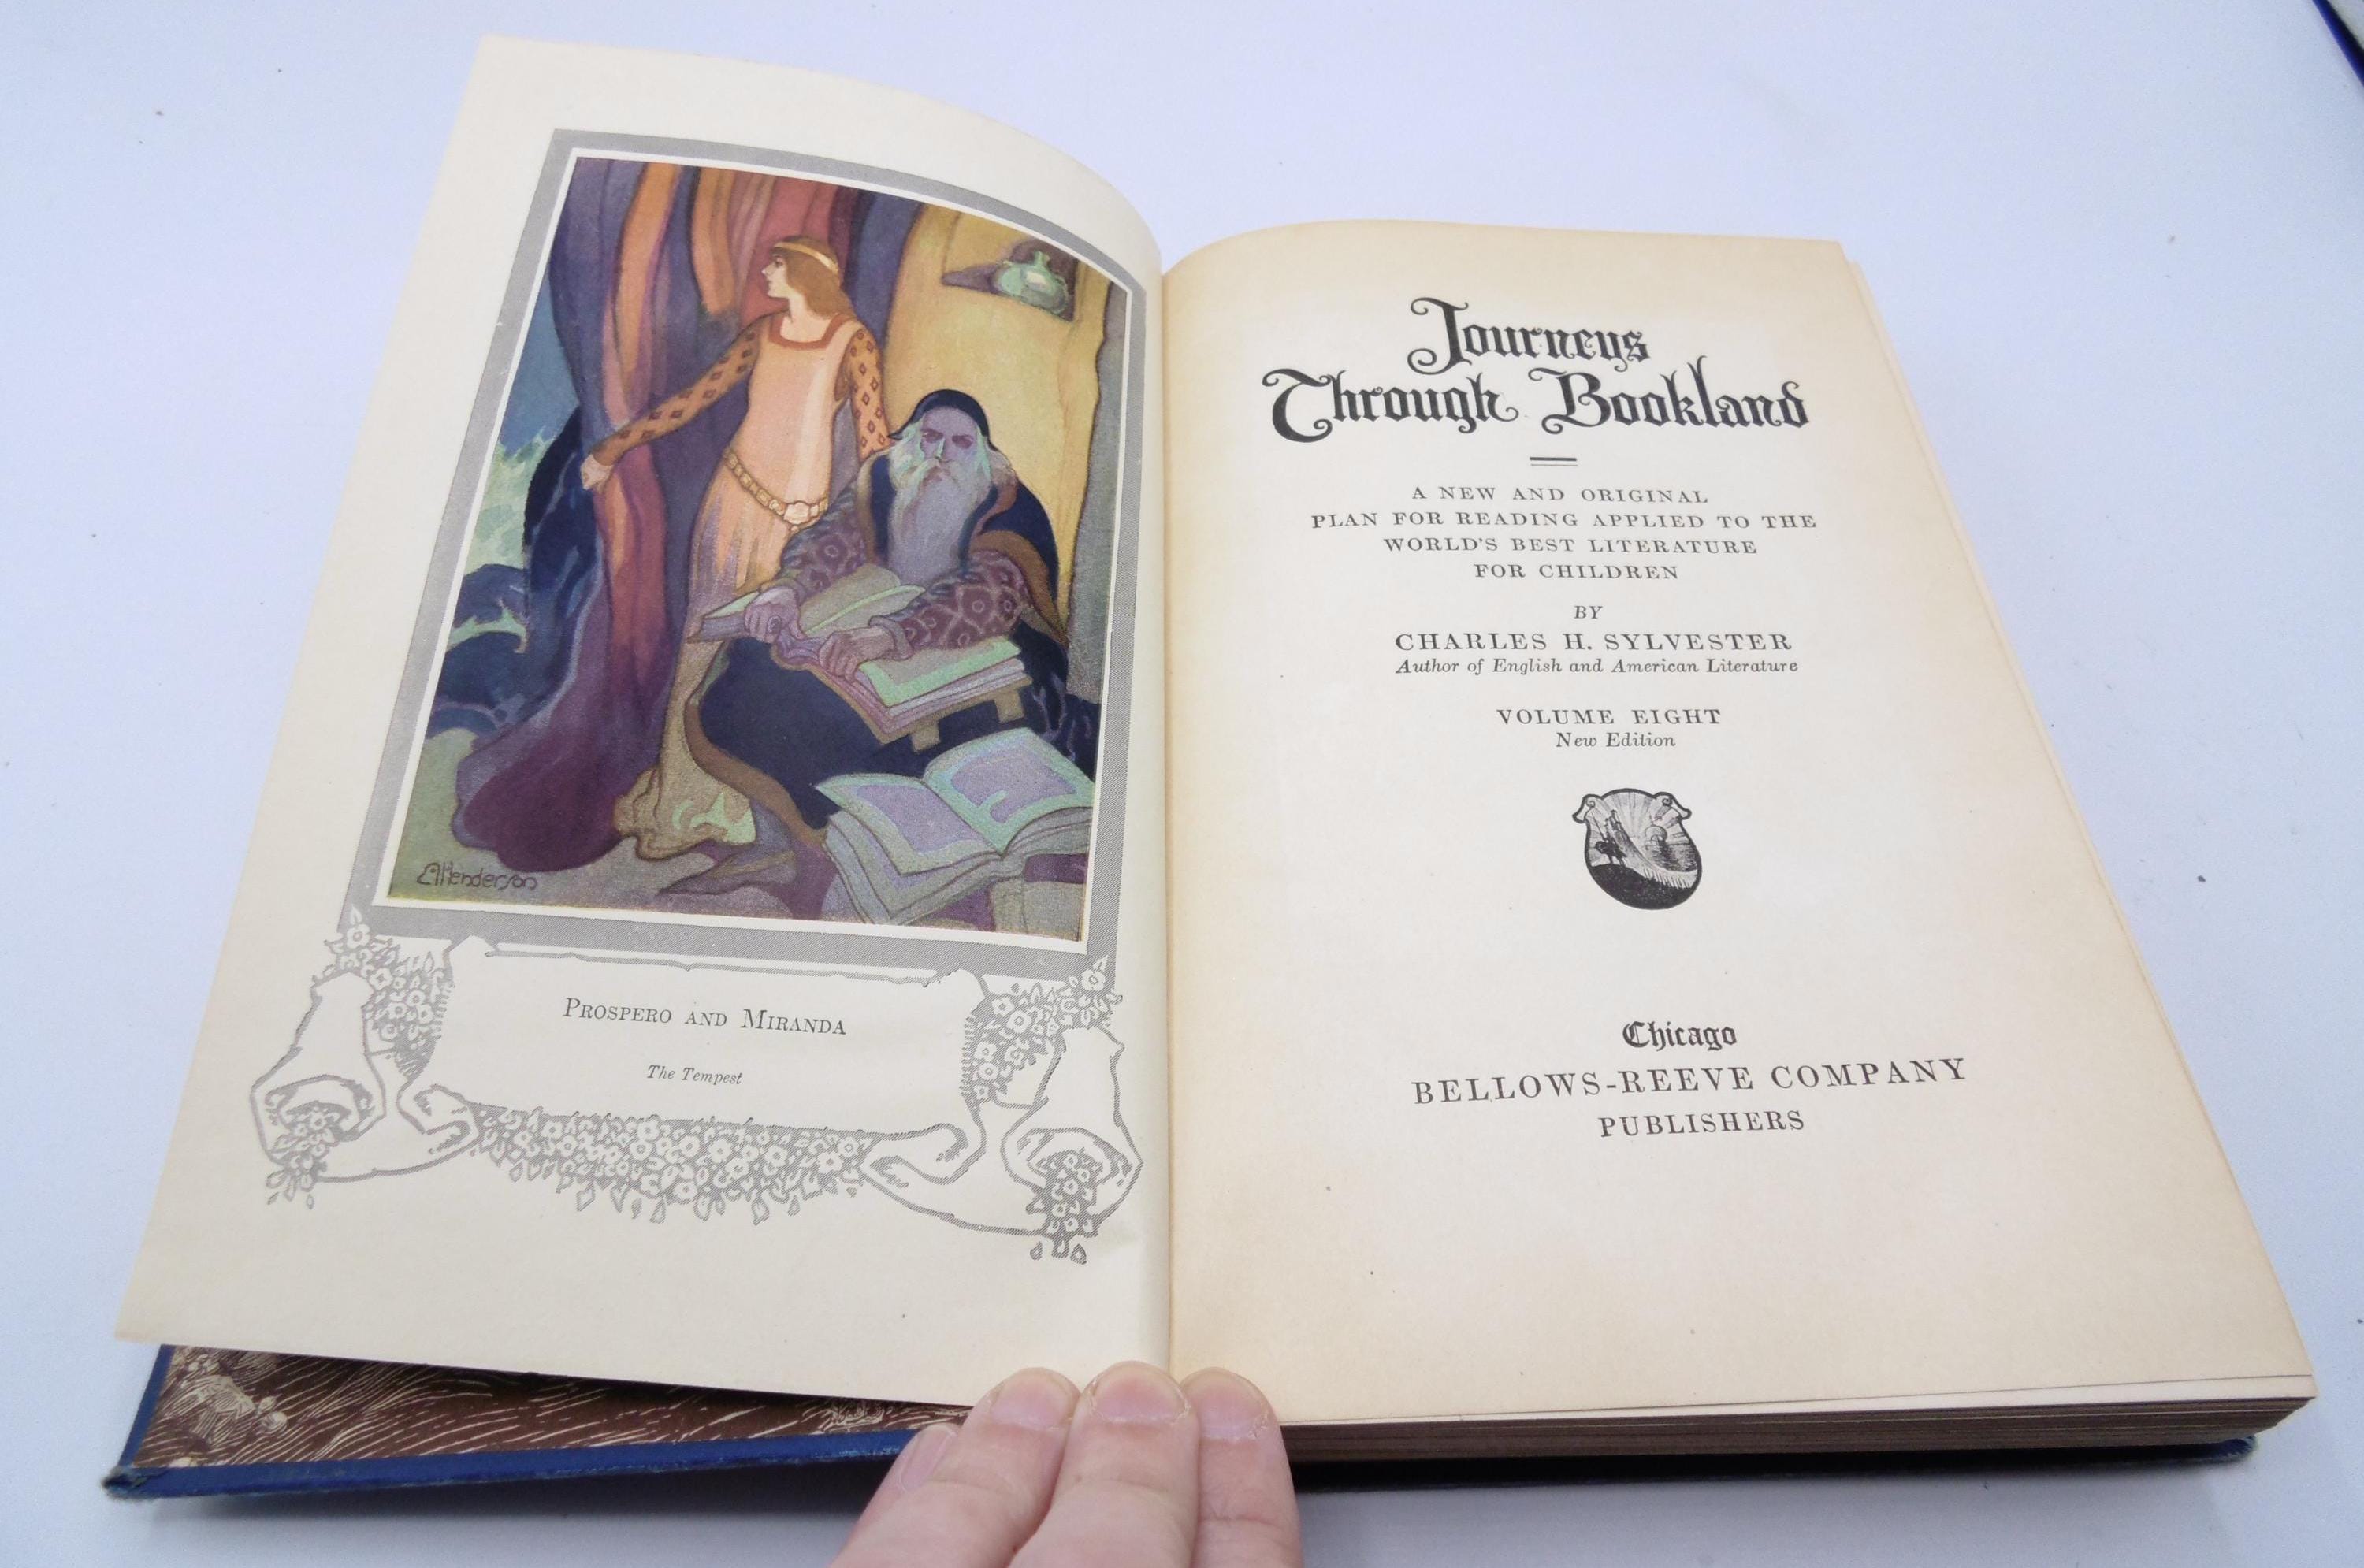 EAHenderson
PROSPERO AND MIRANDA
The Tempest
Journeys
Through Bookland
A NEW AND ORIGINAL
PLAN FOR READING APPLIED TO THE
WORLD'S BEST LITERATURE
FOR CHILDREN
BY
CHARLES H. SYLVESTER
Author of English and American Literature
VOLUME EIGHT
New Edition
Chicago
BELLOWS-REEVE COMPANY
PUBLISHERS